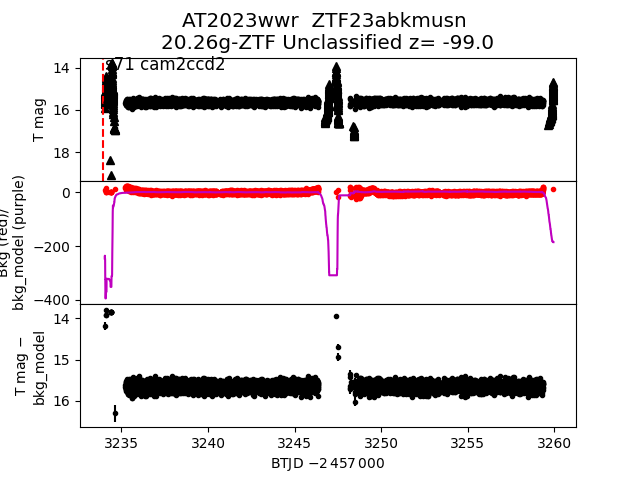 AT2023wwr  ZTF23abkmusn
20.26g-ZTF Unclassified z= -99.0
s71 cam2ccd2
14
16
18
T mag
0
−200
−400
Bkg (red)/
bkg_model (purple)
14
15
16
T mag −
bkg_model
3235
3240
3245
3250
3255
3260
BTJD −2 457 000